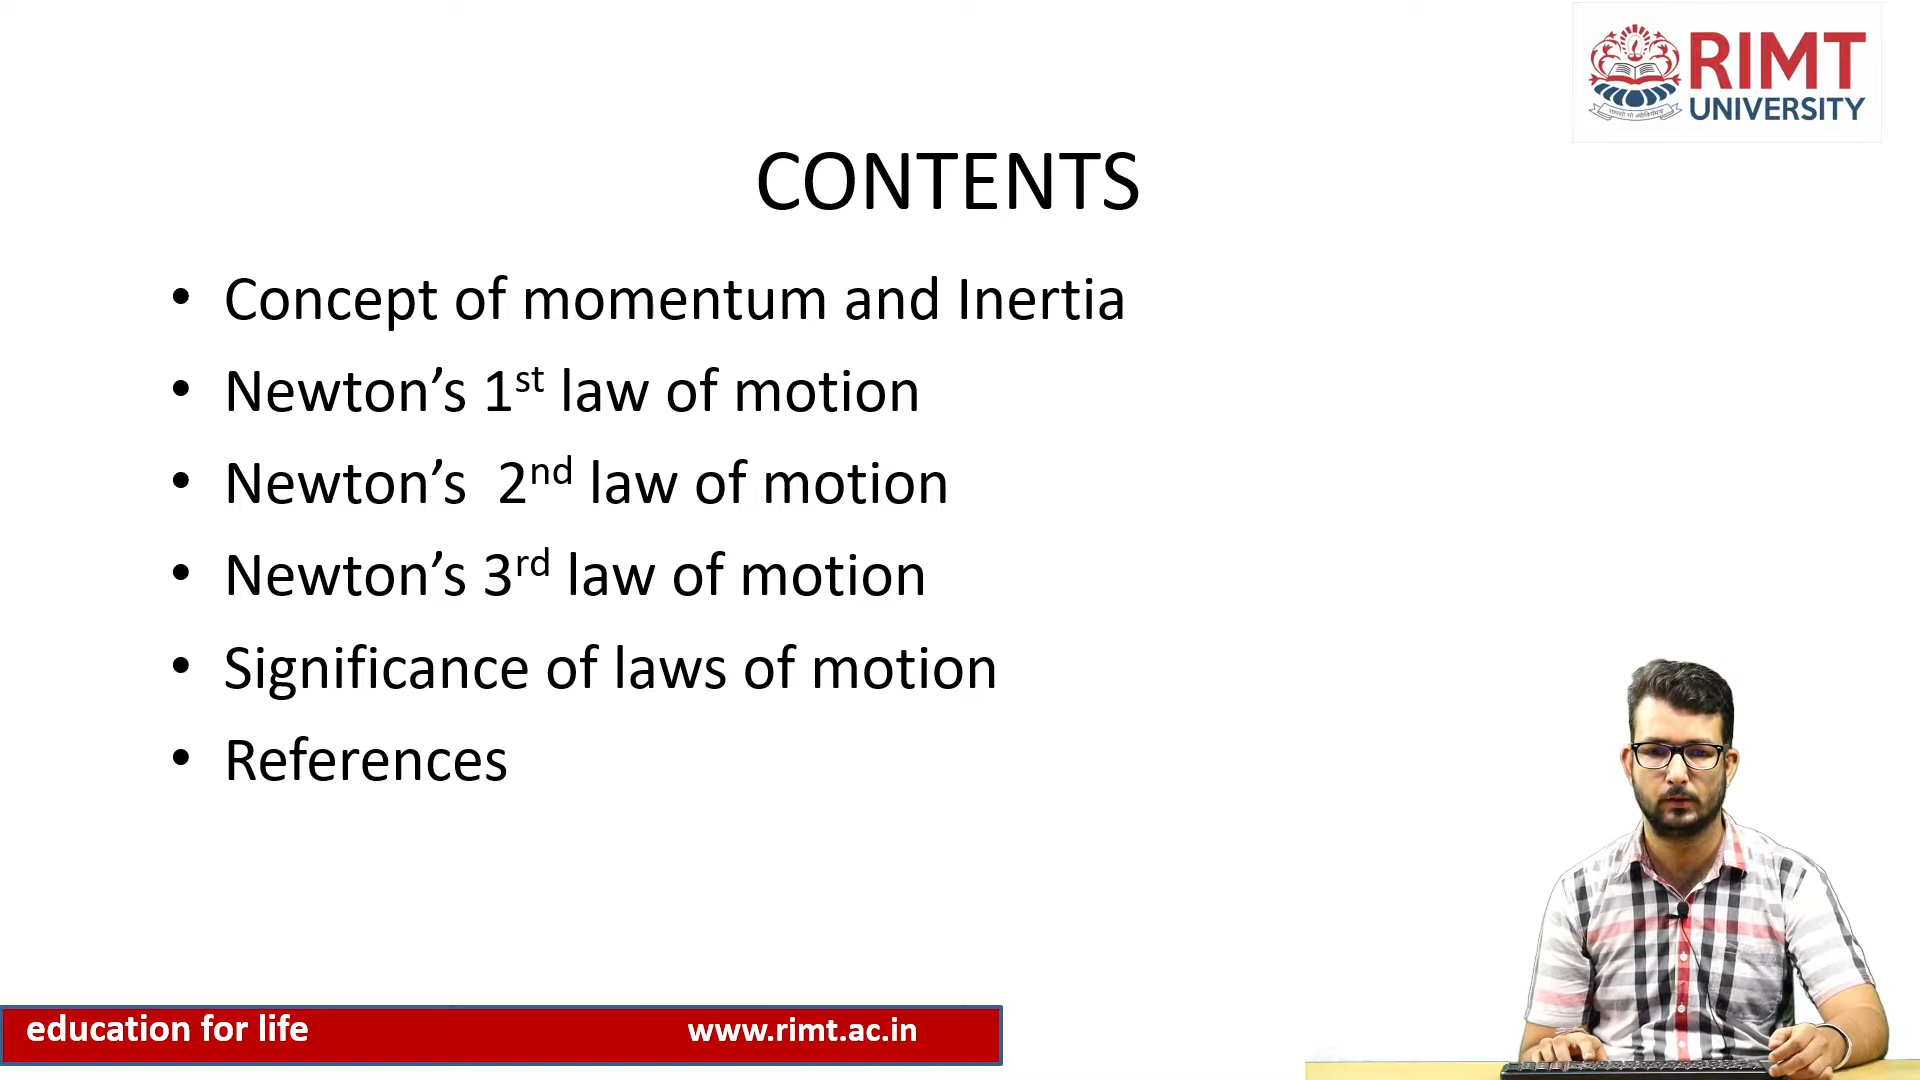 RIMT
UNIVERSITY
CONTENTS
• Concept of momentum and Inertia
• Newton’s 1st law of motion
• Newton’s  2nd law of motion
• Newton’s 3rd law of motion
• Significance of laws of motion
• References
education for life
www.rimt.ac.in